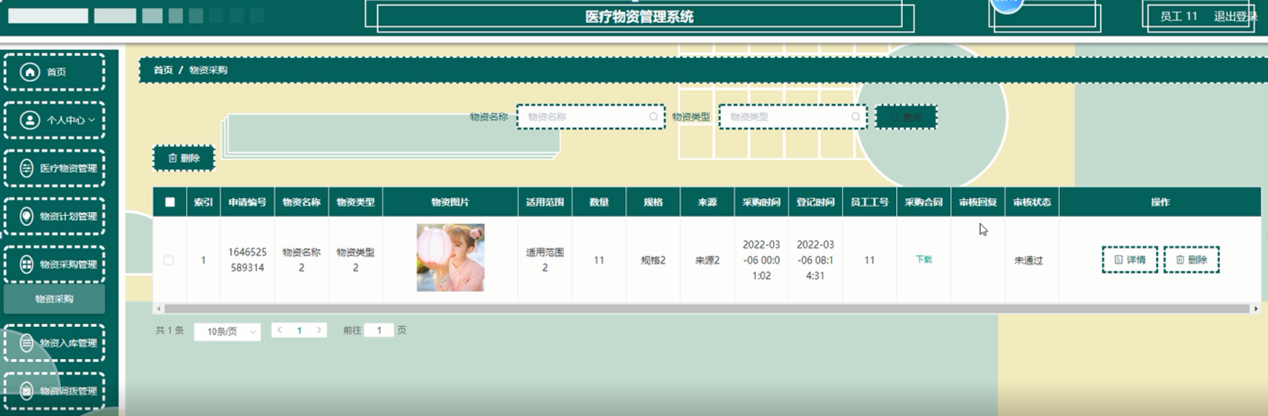 医疗物资管理系统
员工 11 退出登录
首页
个人中心
医疗物资管理
物资计划管理
物资采购管理
物资采购
物资入库管理
物资调拨管理
首页 / 物资采购
物资名称 物资名称 物资类型 物资类型 查询
删除
索引 申请编号 物资名称 物资类型 物资图片 适用范围 数量 规格 来源 采购时间 登记时间 员工工号 采购合同 审核回复 审核状态 操作
1 1646525589314 物资名称2 物资类型2 适用范围2 11 规格2 来源2 2022-03-06 00:01:02 2022-03-06 08:14:31 11 下载 未通过 详情 删除
共 1 条 10条/页 1 前往 1 页